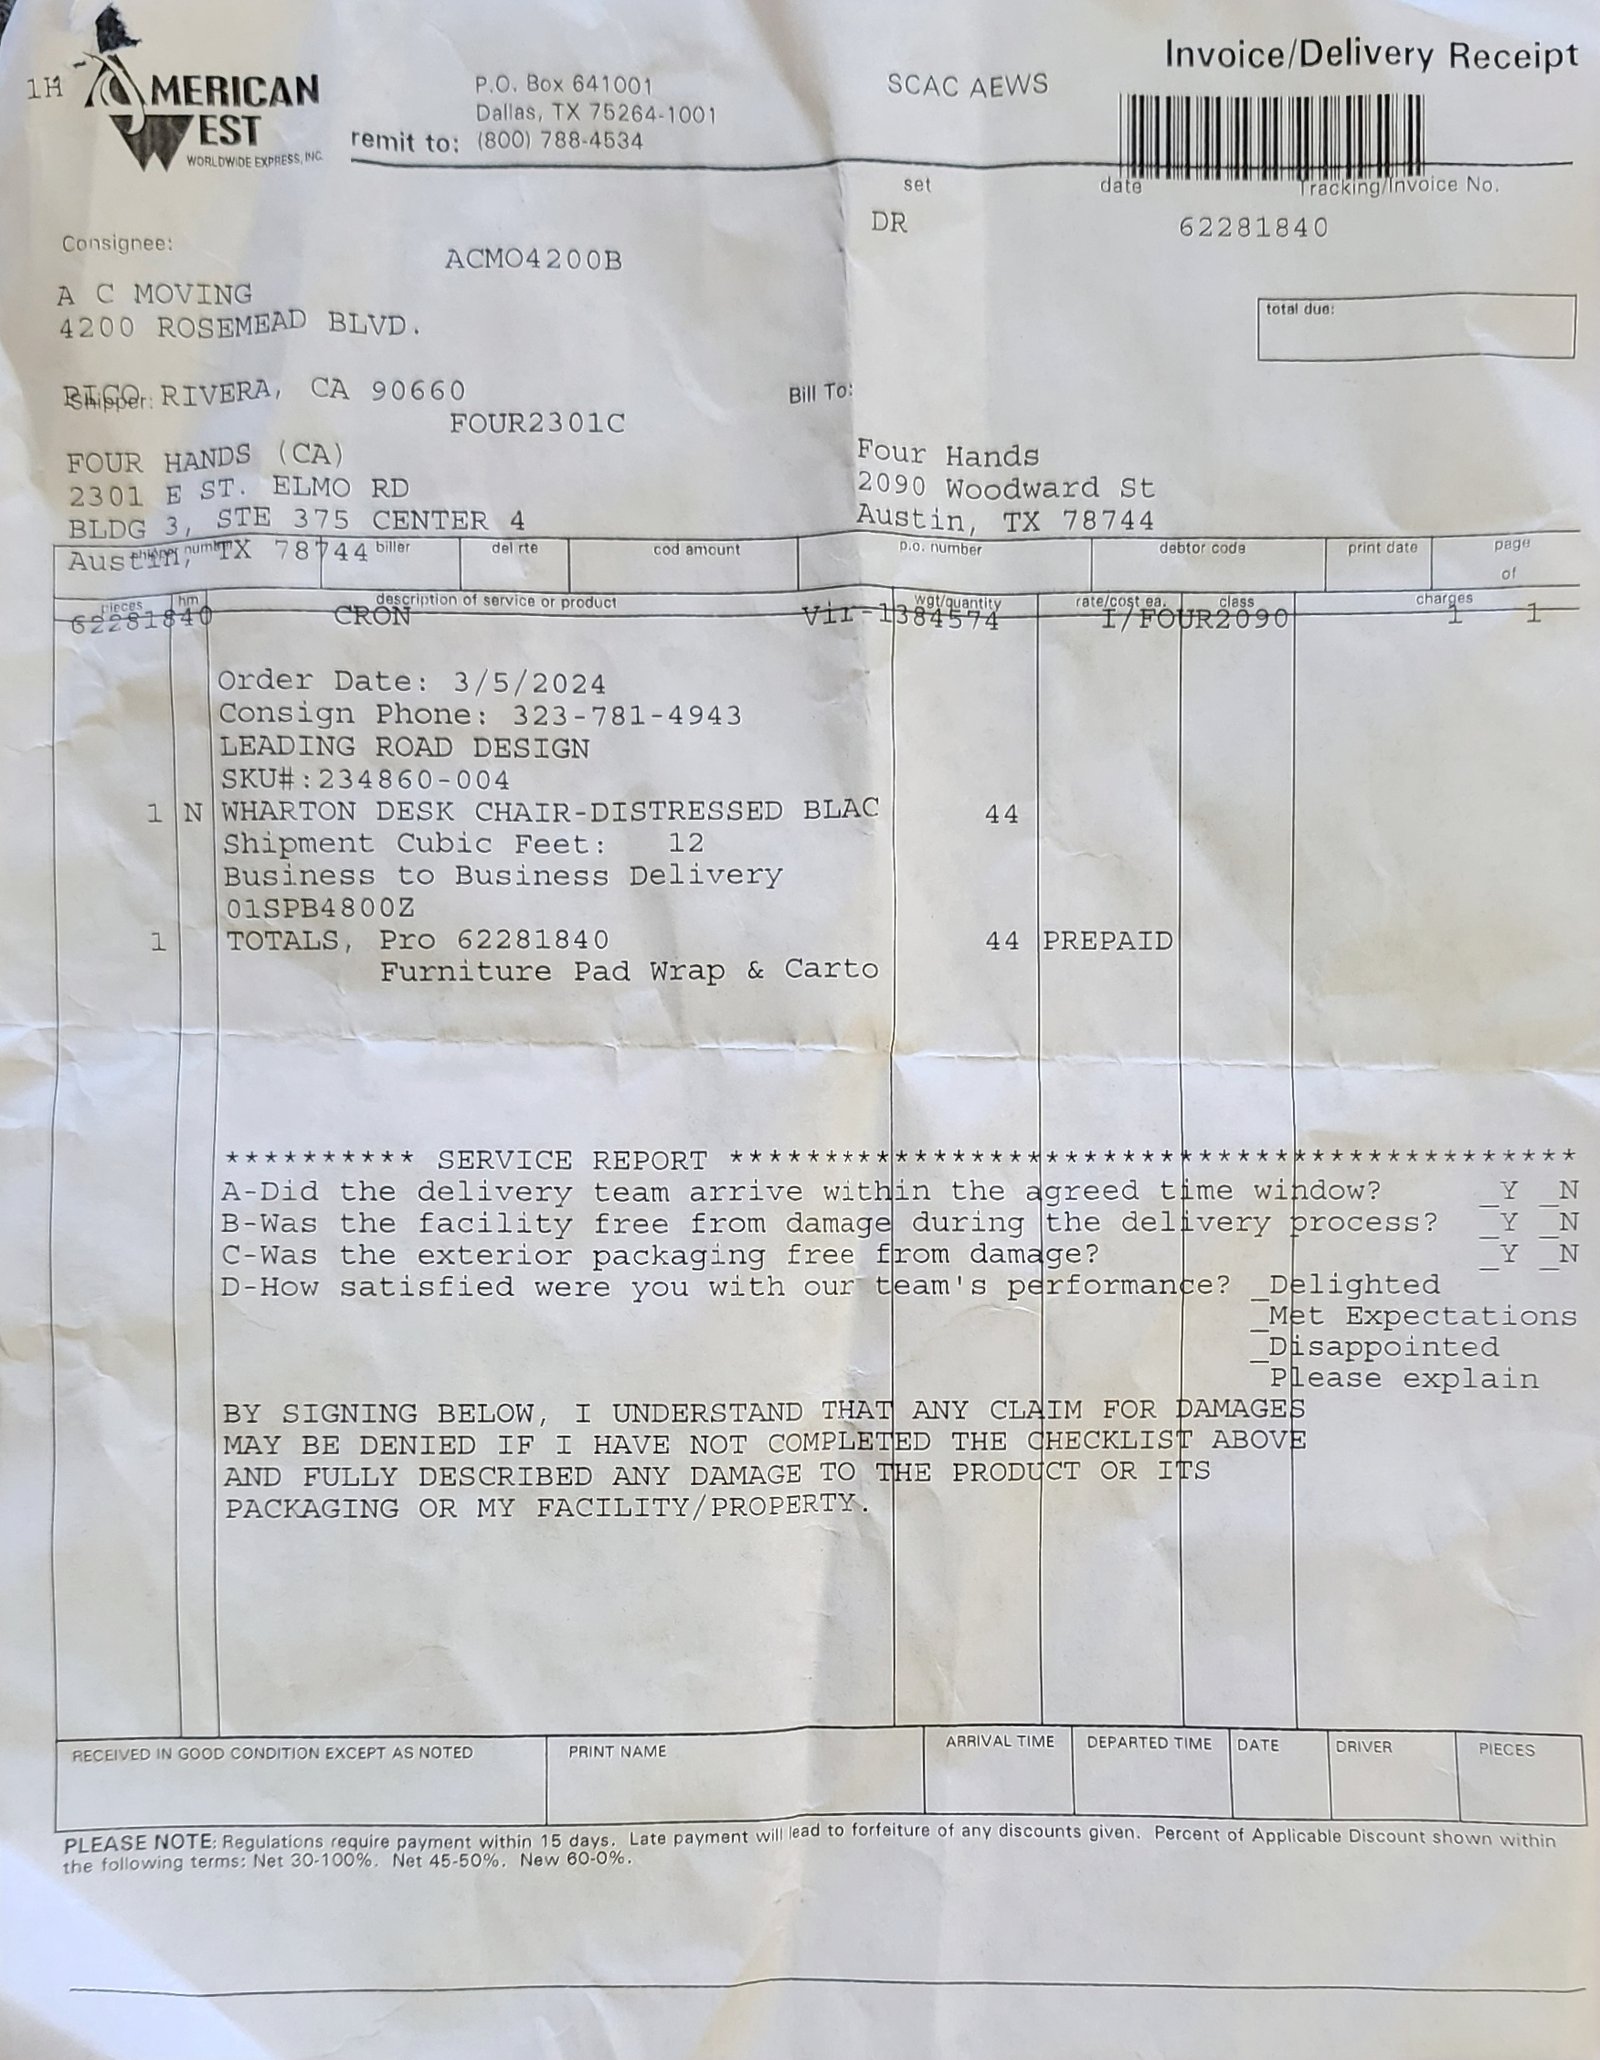 Invoice/Delivery Receipt
1H
AMERICAN
WEST
WORLDWIDE EXPRESS, INC.
remit to:
P.O. Box 641001
Dallas, TX 75264-1001
(800) 788-4534
SCAC AEWS
set
date
Tracking/Invoice No.
DR
62281840
Consignee:
ACMO4200B
A C MOVING
4200 ROSEMEAD BLVD.
total due:
PICO RIVERA, CA 90660
Shipper:
FOUR2301C
Bill To:
FOUR HANDS (CA)
2301 E ST. ELMO RD
BLDG 3, STE 375 CENTER 4
Austin, TX 78744
Four Hands
2090 Woodward St
Austin, TX 78744
shipper number biller del rte cod amount p.o. number debtor code print date page
of
pieces hm description of service or product wgt/quantity rate/cost ea. class charges
62281840 CRON Vir-1384574 I/FOUR2090 1 1
Order Date: 3/5/2024
Consign Phone: 323-781-4943
LEADING ROAD DESIGN
SKU#:234860-004
1 N WHARTON DESK CHAIR-DISTRESSED BLAC 44
Shipment Cubic Feet: 12
Business to Business Delivery
01SPB4800Z
1 TOTALS, Pro 62281840 44 PREPAID
Furniture Pad Wrap & Carto
********** SERVICE REPORT ********************************************
A-Did the delivery team arrive within the agreed time window? _Y _N
B-Was the facility free from damage during the delivery process? _Y _N
C-Was the exterior packaging free from damage? _Y _N
D-How satisfied were you with our team's performance? _Delighted
_Met Expectations
_Disappointed
Please explain
BY SIGNING BELOW, I UNDERSTAND THAT ANY CLAIM FOR DAMAGES
MAY BE DENIED IF I HAVE NOT COMPLETED THE CHECKLIST ABOVE
AND FULLY DESCRIBED ANY DAMAGE TO THE PRODUCT OR ITS
PACKAGING OR MY FACILITY/PROPERTY.
RECEIVED IN GOOD CONDITION EXCEPT AS NOTED PRINT NAME ARRIVAL TIME DEPARTED TIME DATE DRIVER PIECES
PLEASE NOTE: Regulations require payment within 15 days. Late payment will lead to forfeiture of any discounts given. Percent of Applicable Discount shown within
the following terms: Net 30-100%. Net 45-50%. New 60-0%.